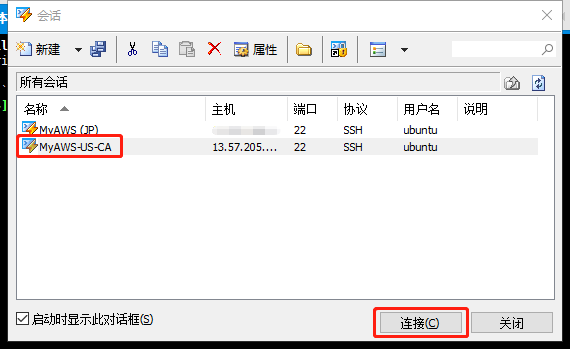 会话
新建 属性
所有会话
名称 主机 端口 协议 用户名 说明
MyAWS (JP) 22 SSH ubuntu
MyAWS-US-CA 13.57.205.... 22 SSH ubuntu
启动时显示此对话框(S)
连接(C) 关闭